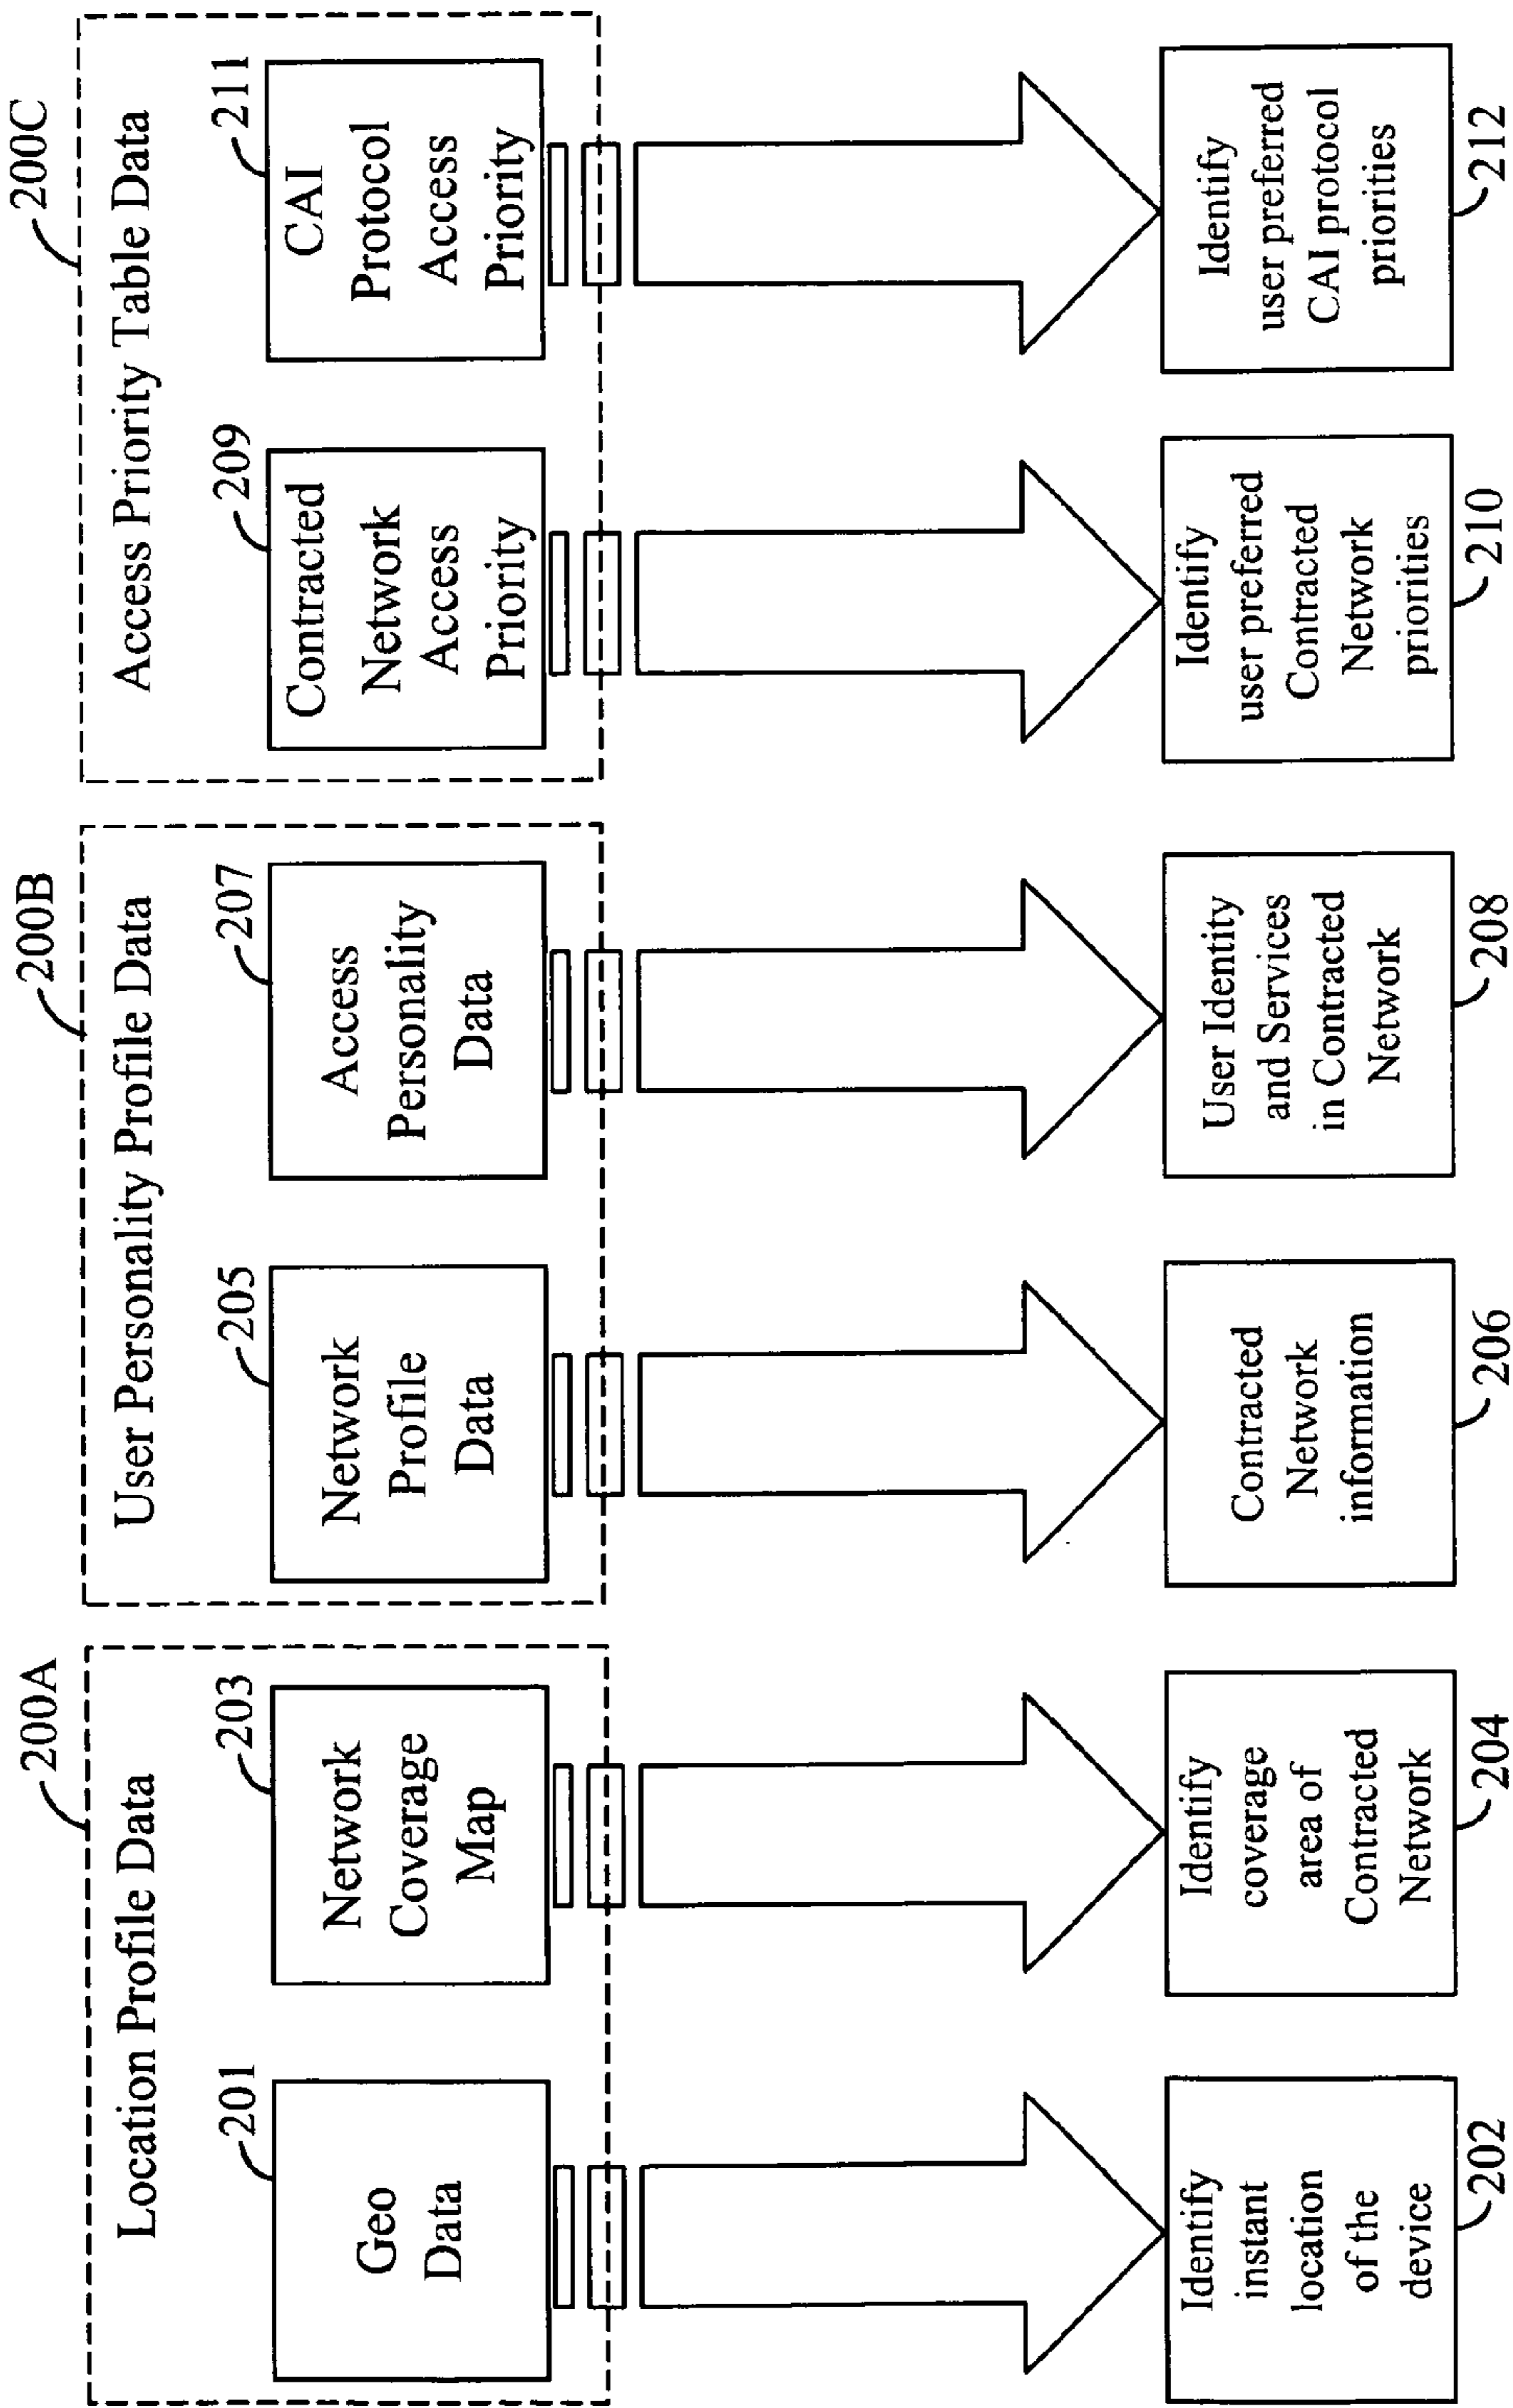 200A
Location Profile Data
201
Geo
Data
203
Network
Coverage
Map
Identify
instant
location
of the
device
202
Identify
coverage
area of
Contracted
Network
204
200B
User Personality Profile Data
205
Network
Profile
Data
207
Access
Personality
Data
Contracted
Network
information
206
User Identity
and Services
in Contracted
Network
208
200C
Access Priority Table Data
209
Contracted
Network
Access
Priority
211
CAI
Protocol
Access
Priority
Identify
user preferred
Contracted
Network
priorities
210
Identify
user preferred
CAI protocol
priorities
212